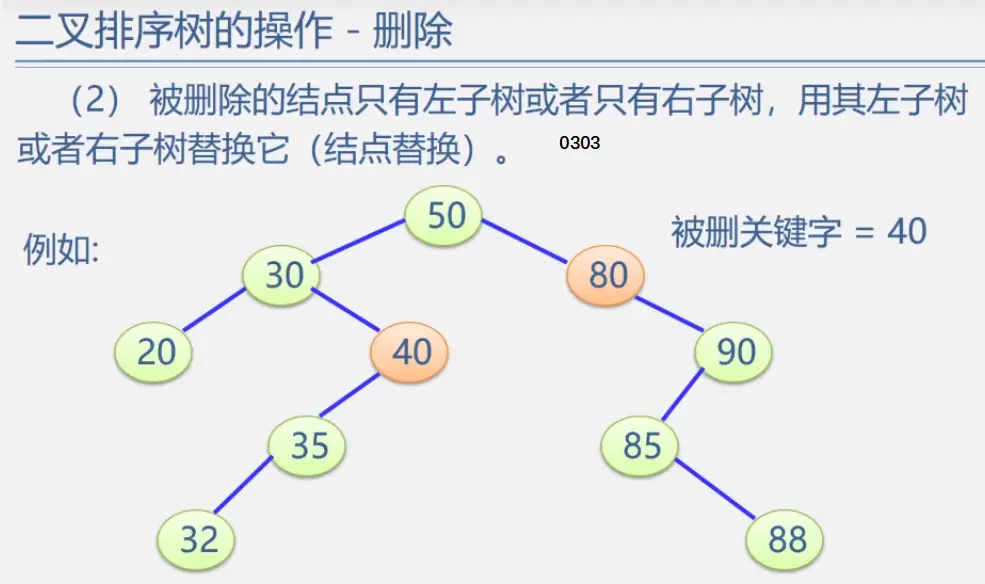 二叉排序树的操作 - 删除
（2） 被删除的结点只有左子树或者只有右子树，用其左子树
或者右子树替换它（结点替换）。 0303
例如:
被删关键字 = 40
50
30
80
20
40
90
35
85
32
88